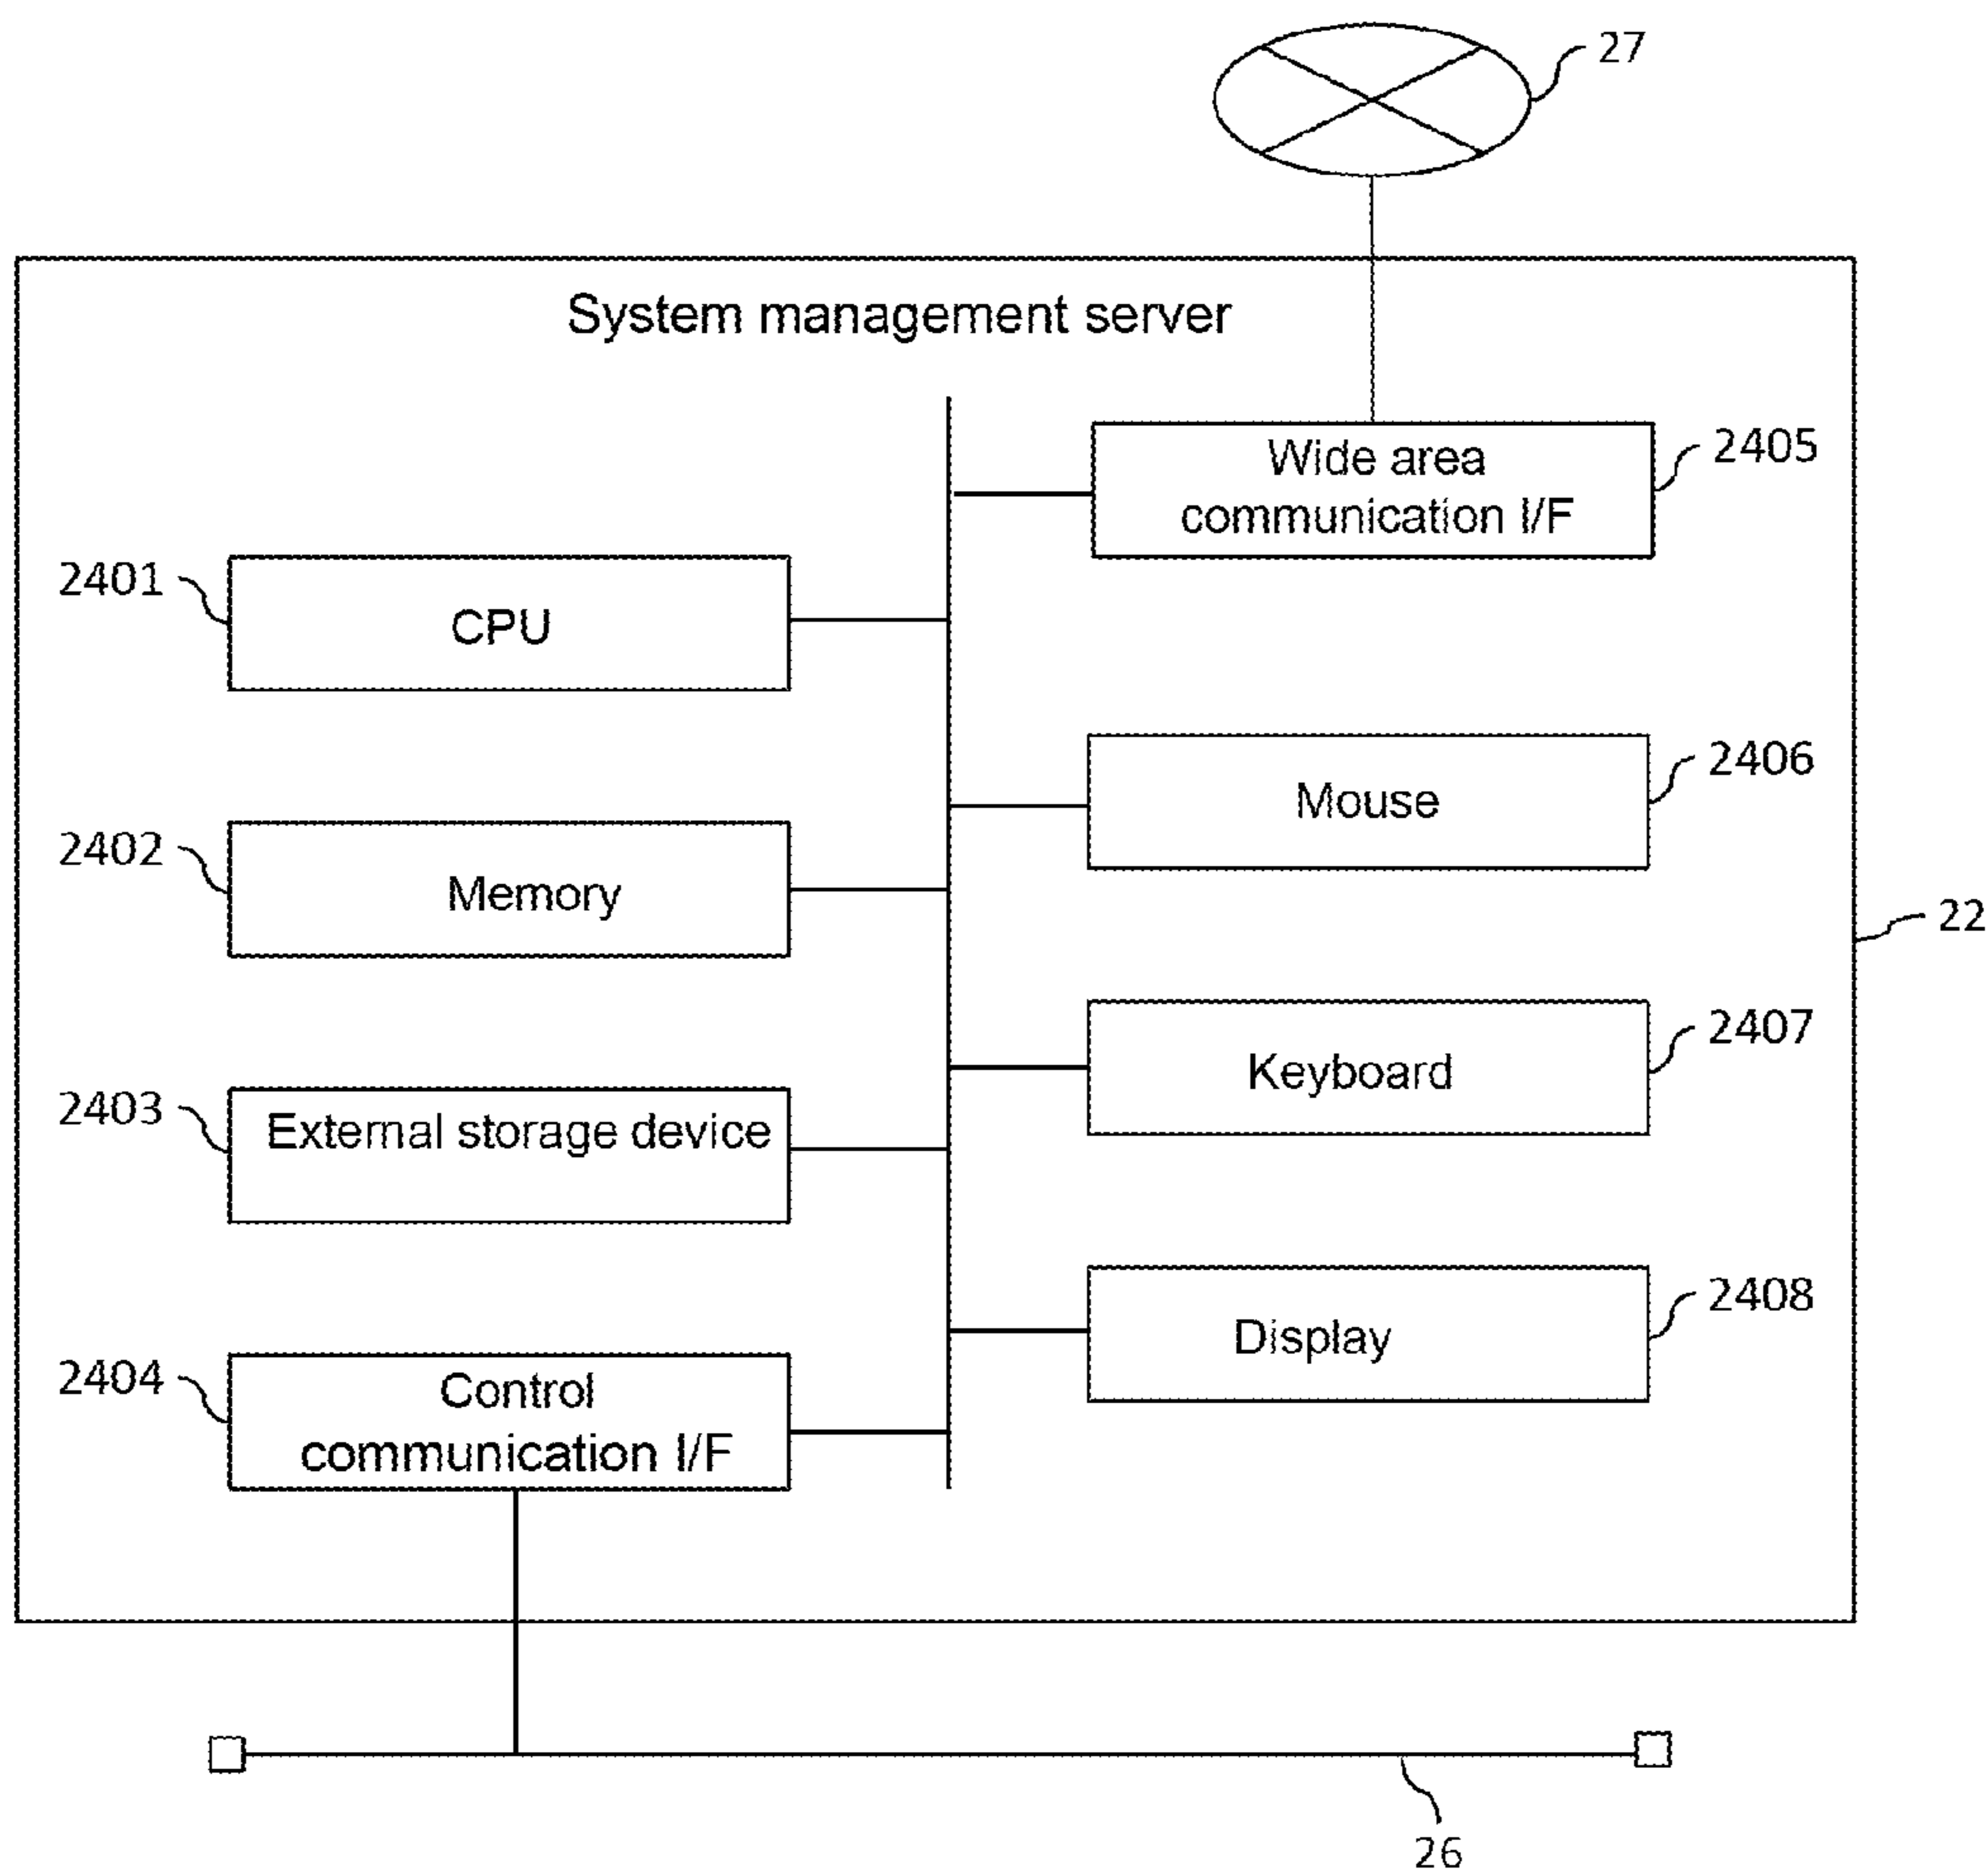 27
System management server
Wide area
communication I/F
2405
2401
CPU
2406
Mouse
2402
Memory
22
2407
Keyboard
2403
External storage device
2408
Display
2404
Control
communication I/F
26